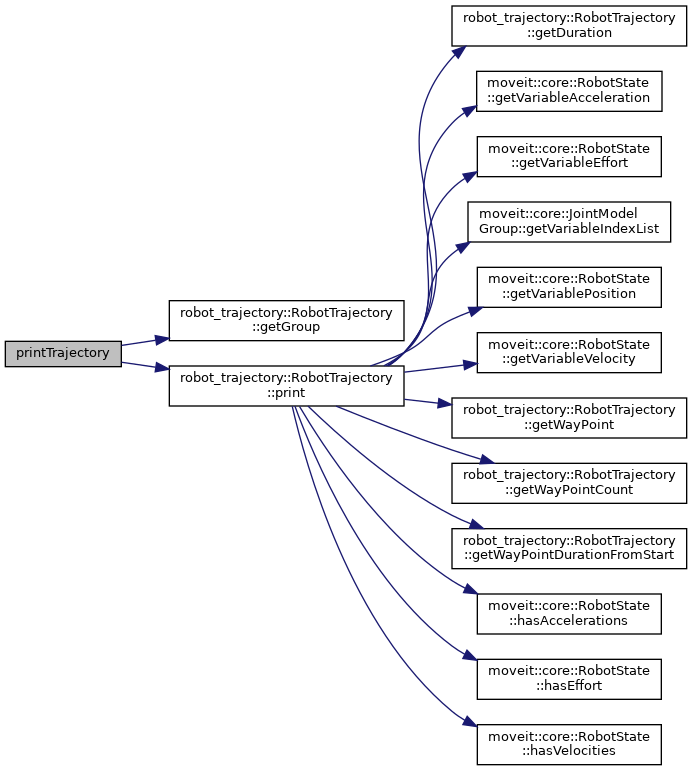 printTrajectory
robot_trajectory::RobotTrajectory
::getGroup
robot_trajectory::RobotTrajectory
::print
robot_trajectory::RobotTrajectory
::getDuration
moveit::core::RobotState
::getVariableAcceleration
moveit::core::RobotState
::getVariableEffort
moveit::core::JointModel
Group::getVariableIndexList
moveit::core::RobotState
::getVariablePosition
moveit::core::RobotState
::getVariableVelocity
robot_trajectory::RobotTrajectory
::getWayPoint
robot_trajectory::RobotTrajectory
::getWayPointCount
robot_trajectory::RobotTrajectory
::getWayPointDurationFromStart
moveit::core::RobotState
::hasAccelerations
moveit::core::RobotState
::hasEffort
moveit::core::RobotState
::hasVelocities